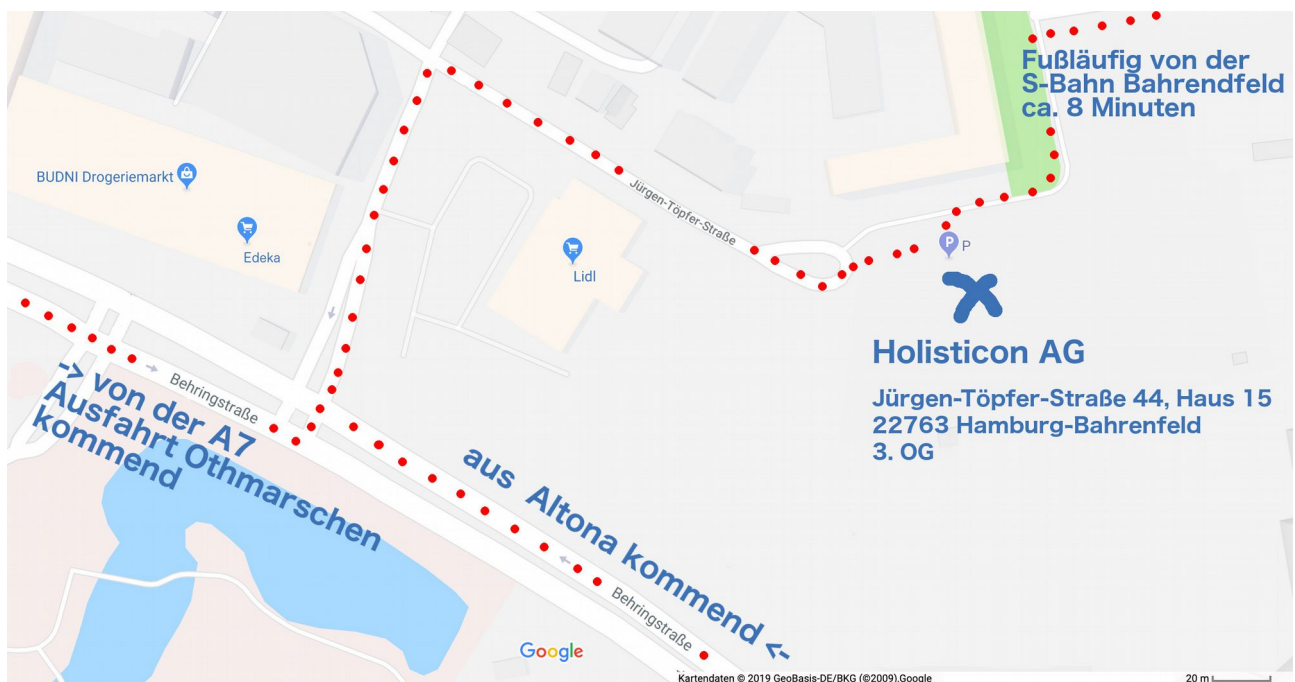 Fußläufig von der
S-Bahn Bahrendfeld
ca. 8 Minuten
BUDNI Drogeriemarkt
Edeka
Lidl
Jürgen-Töpfer-Straße
P
P
Holisticon AG
Jürgen-Töpfer-Straße 44, Haus 15
22763 Hamburg-Bahrenfeld
3. OG
Behringstraße
-> von der A7
Ausfahrt Othmarschen
kommend
aus Altona kommend <-
Behringstraße
Google
Kartendaten © 2019 GeoBasis-DE/BKG (©2009),Google
20 m